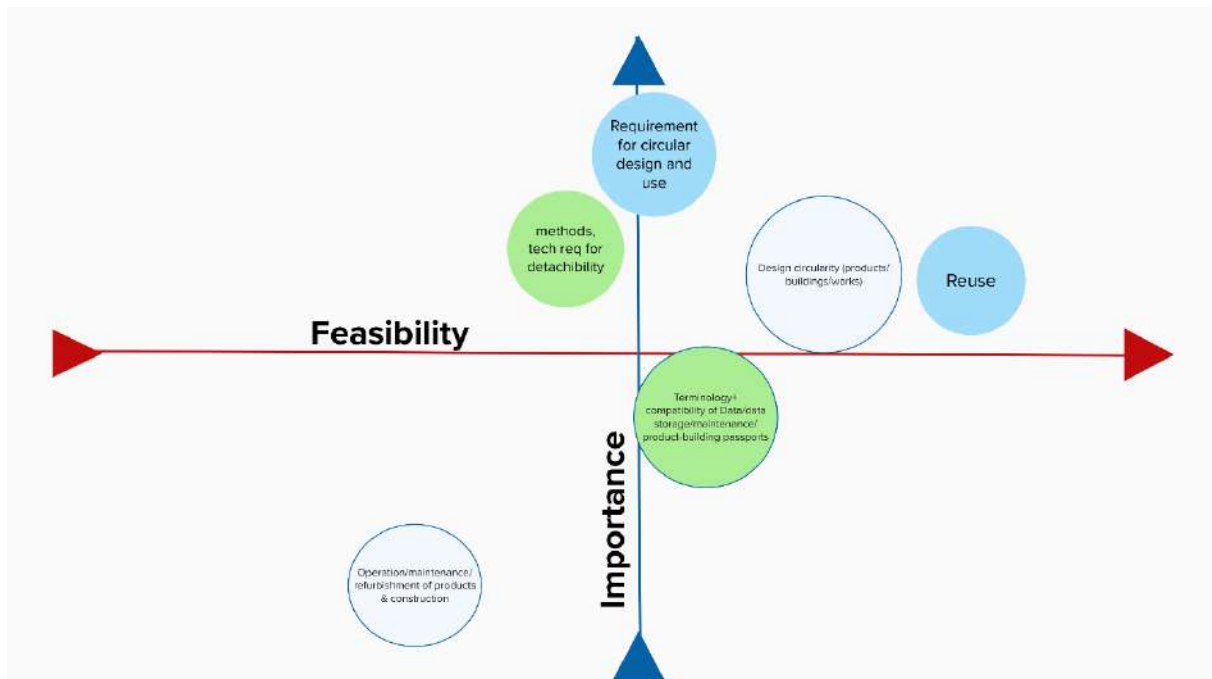 Requirement
for circular
design and
use
methods,
tech req for
detachibility
Design circularity (products/
buildings/works)
Reuse
Feasibility
Terminology+
compatibility of Data/data
storage/maintenance/
product-building passports
Importance
Operation/maintenance/
refurbishment of products
& construction